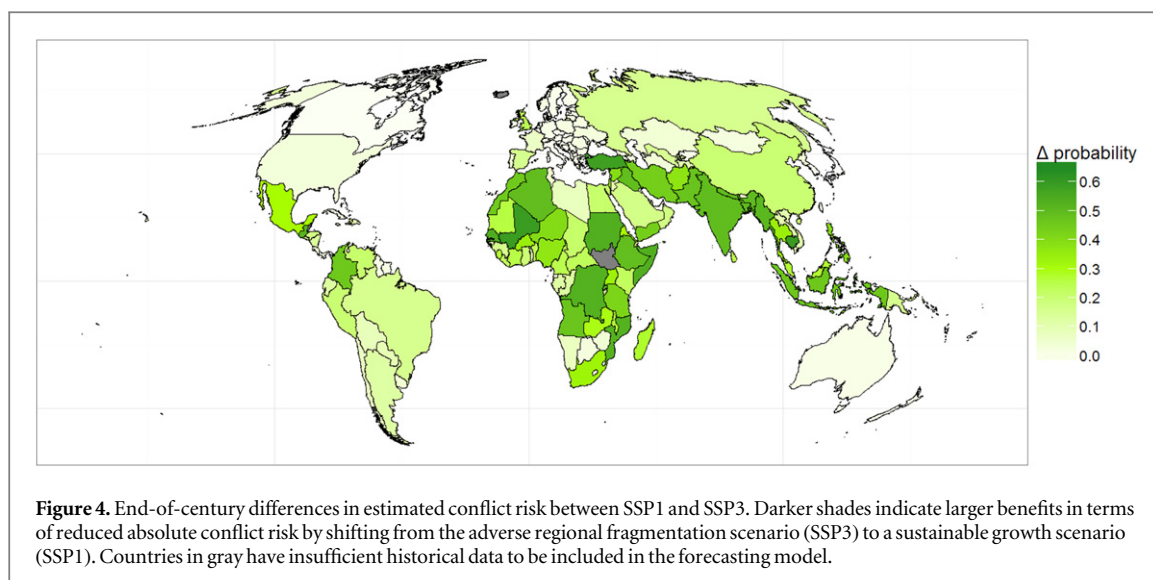 Δ probability
0.6
0.5
0.4
0.3
0.2
0.1
0.0
Figure 4. End-of-century differences in estimated conflict risk between SSP1 and SSP3. Darker shades indicate larger benefits in terms
of reduced absolute conflict risk by shifting from the adverse regional fragmentation scenario (SSP3) to a sustainable growth scenario
(SSP1). Countries in gray have insufficient historical data to be included in the forecasting model.